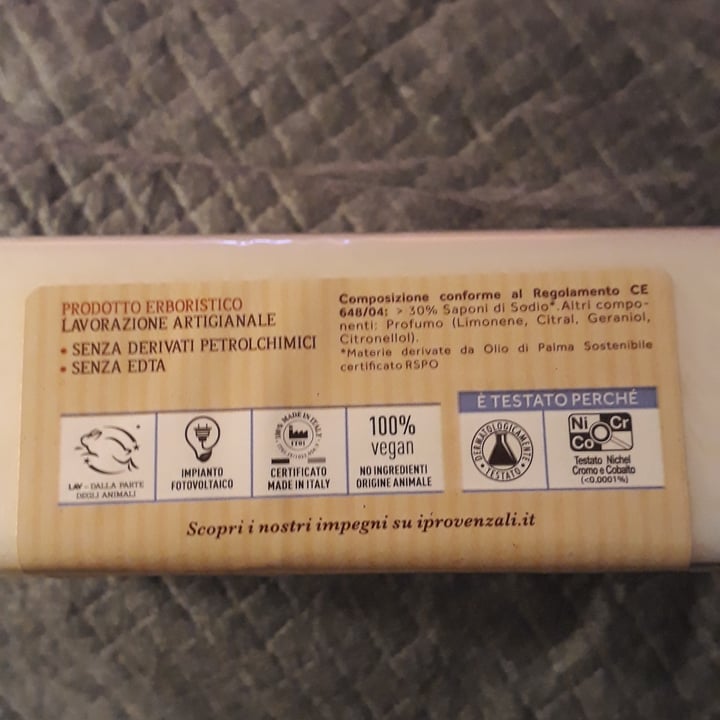 PRODOTTO ERBORISTICO
LAVORAZIONE ARTIGIANALE
• SENZA DERIVATI PETROLCHIMICI
• SENZA EDTA
Composizione conforme al Regolamento CE
648/04: > 30% Saponi di Sodio*. Altri compo-
nenti: Profumo (Limonene, Citral, Geraniol,
Citronellol).
*Materie derivate da Olio di Palma Sostenibile
certificato RSPO
LAV - DALLA PARTE
DEGLI ANIMALI
IMPIANTO
FOTOVOLTAICO
MADE IN ITALY
CERTIFICATO
MADE IN ITALY
100%
vegan
NO INGREDIENTI
ORIGINE ANIMALE
È TESTATO PERCHÉ
DERMATOLOGICAMENTE
TESTATO
Ni Cr
Co
Testato Nichel
Cromo e Cobalto
(<0.0001%)
Scopri i nostri impegni su iprovenzali.it